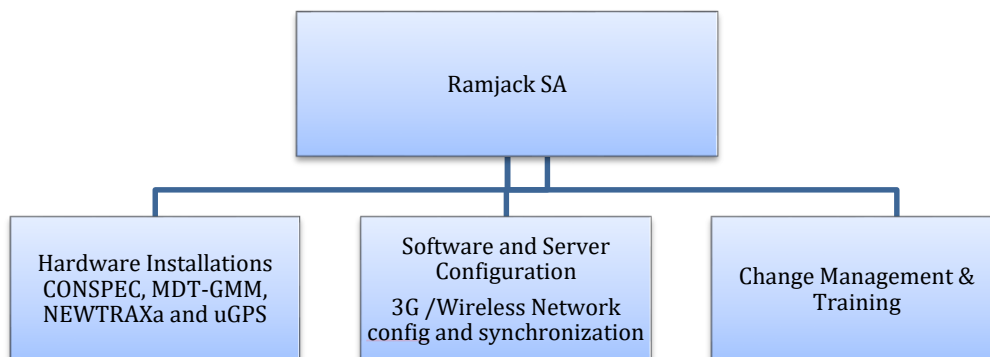 Ramjack SA
Hardware Installations
CONSPEC, MDT-GMM,
NEWTRAXa and uGPS
Software and Server
Configuration
3G /Wireless Network
config and synchronization
Change Management &
Training